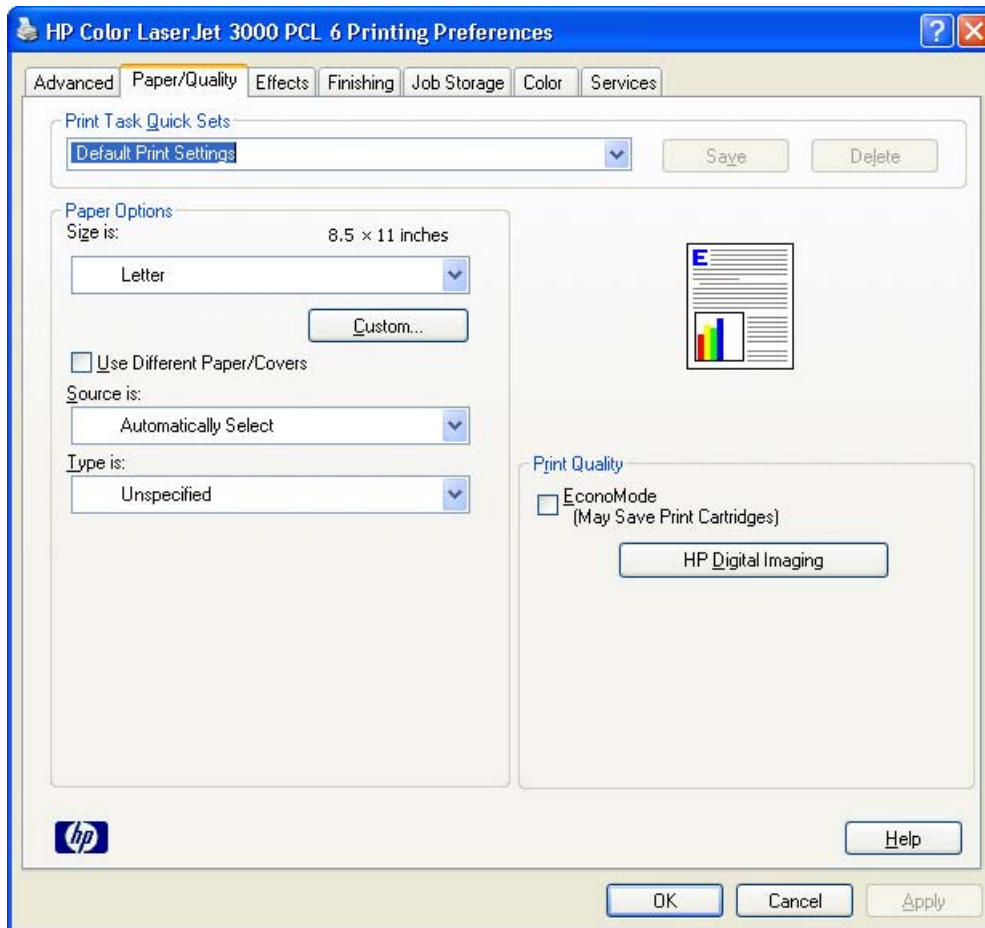 HP Color LaserJet 3000 PCL 6 Printing Preferences
Advanced Paper/Quality Effects Finishing Job Storage Color Services
Print Task Quick Sets
Default Print Settings
Save Delete
Paper Options
Size is: 8.5 × 11 inches
Letter
Custom...
Use Different Paper/Covers
Source is:
Automatically Select
Type is:
Unspecified
E
Print Quality
EconoMode
(May Save Print Cartridges)
HP Digital Imaging
hp
Help
OK Cancel Apply